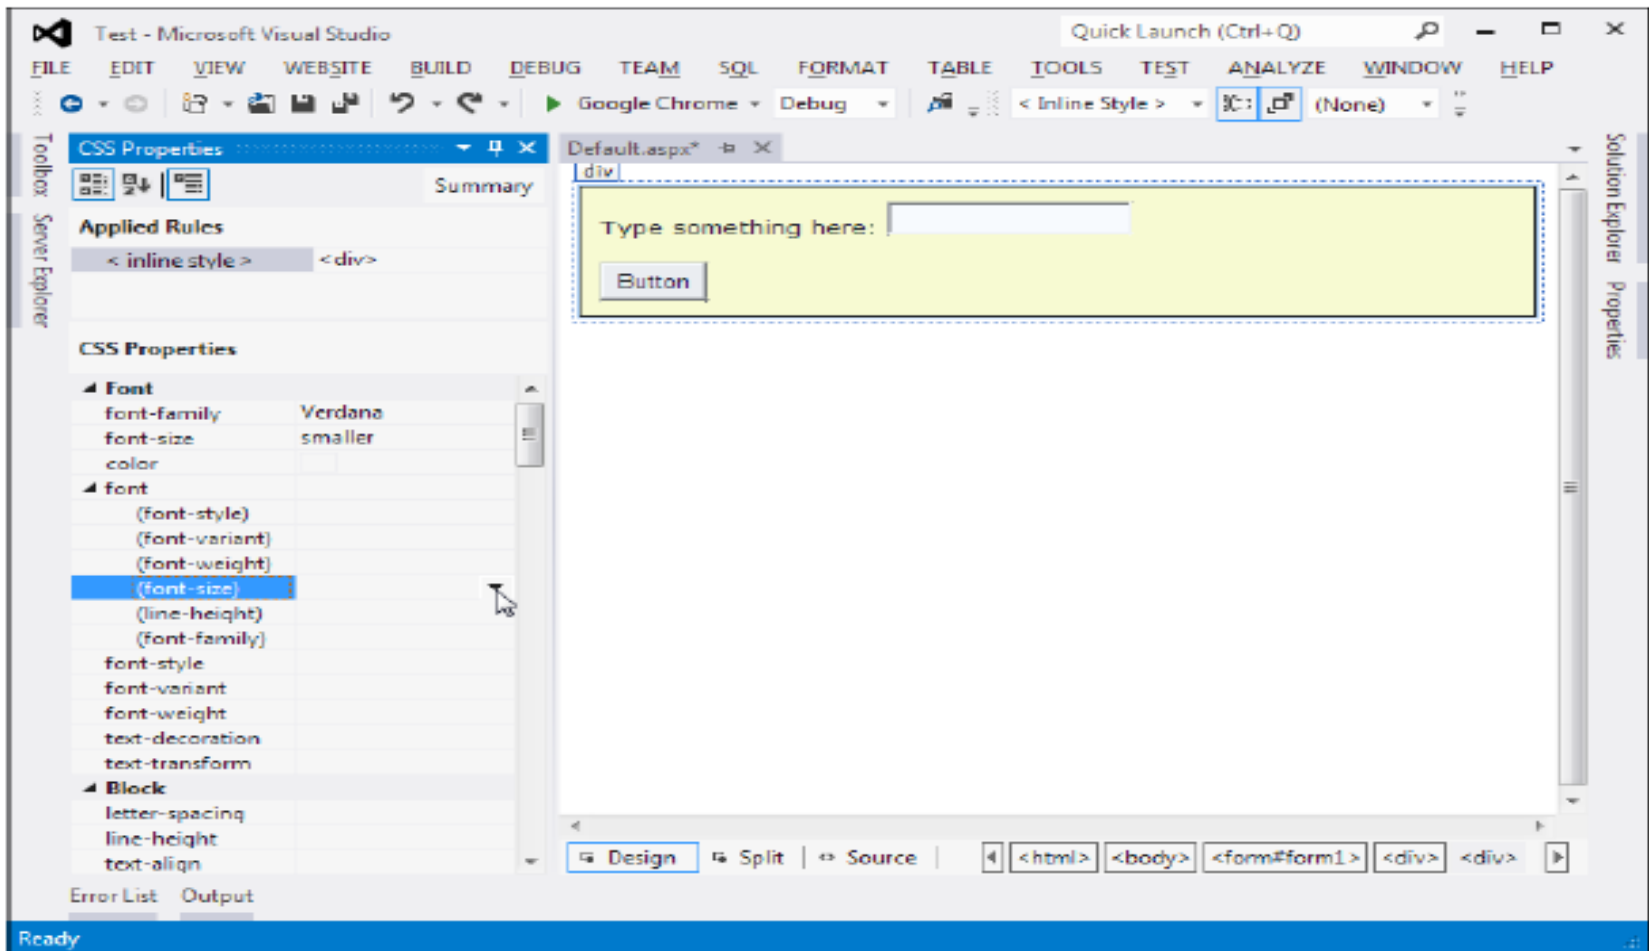 Test - Microsoft Visual Studio
Quick Launch (Ctrl+Q)
FILE EDIT VIEW WEBSITE BUILD DEBUG TEAM SQL FORMAT TABLE TOOLS TEST ANALYZE WINDOW HELP
Google Chrome Debug < Inline Style > (None)
Toolbox
Server Explorer
CSS Properties
Summary
Applied Rules
< inline style > <div>
CSS Properties
Font
font-family Verdana
font-size smaller
color
font
(font-style)
(font-variant)
(font-weight)
(font-size)
(line-height)
(font-family)
font-style
font-variant
font-weight
text-decoration
text-transform
Block
letter-spacing
line-height
text-align
Default.aspx*
div
Type something here:
Button
Design Split Source <html> <body> <form#form1> <div> <div>
Solution Explorer
Properties
Error List Output
Ready